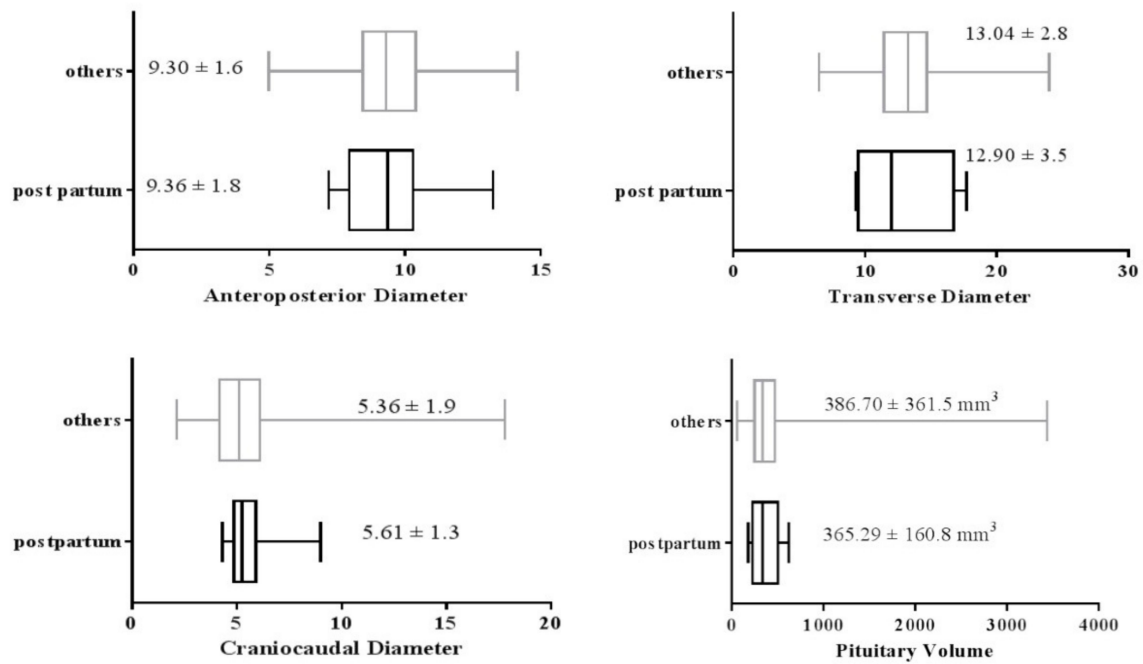 others
9.30 ± 1.6
post partum
9.36 ± 1.8
0 5 10 15
Anteroposterior Diameter
13.04 ± 2.8
others
12.90 ± 3.5
post partum
0 10 20 30
Transverse Diameter
5.36 ± 1.9
others
5.61 ± 1.3
postpartum
0 5 10 15 20
Craniocaudal Diameter
386.70 ± 361.5 mm³
others
365.29 ± 160.8 mm³
postpartum
0 1000 2000 3000 4000
Pituitary Volume